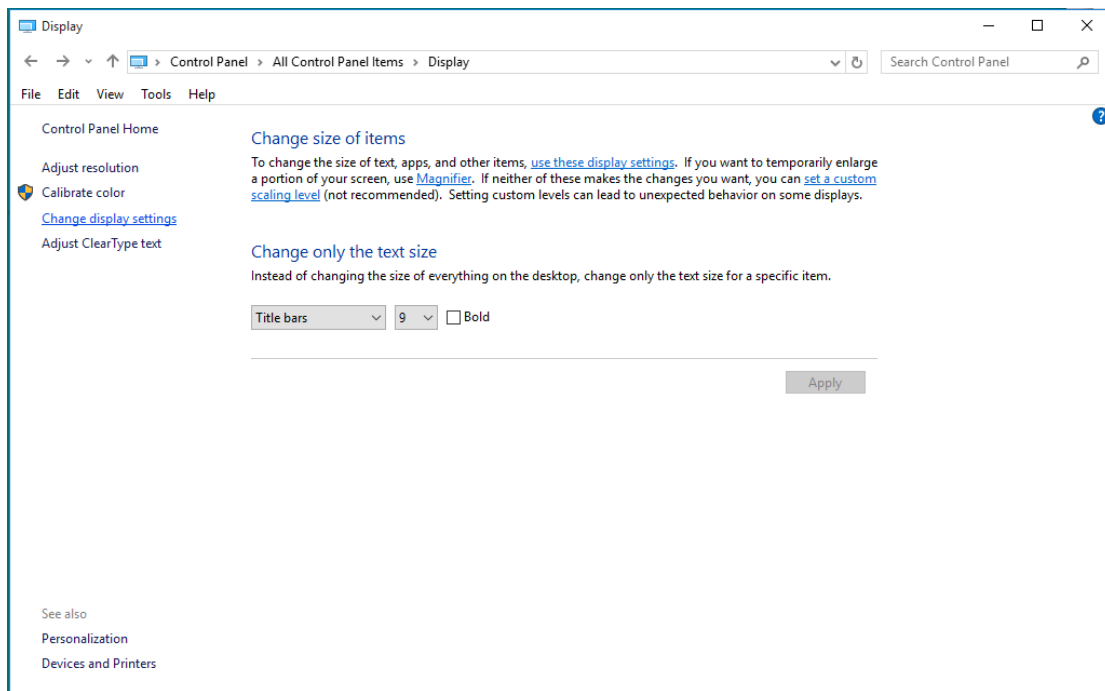 Display
Control Panel > All Control Panel Items > Display
Search Control Panel
File Edit View Tools Help
?
Control Panel Home
Adjust resolution
Calibrate color
Change display settings
Adjust ClearType text
Change size of items
To change the size of text, apps, and other items, use these display settings. If you want to temporarily enlarge
a portion of your screen, use Magnifier. If neither of these makes the changes you want, you can set a custom
scaling level (not recommended). Setting custom levels can lead to unexpected behavior on some displays.
Change only the text size
Instead of changing the size of everything on the desktop, change only the text size for a specific item.
Title bars 9 Bold
Apply
See also
Personalization
Devices and Printers